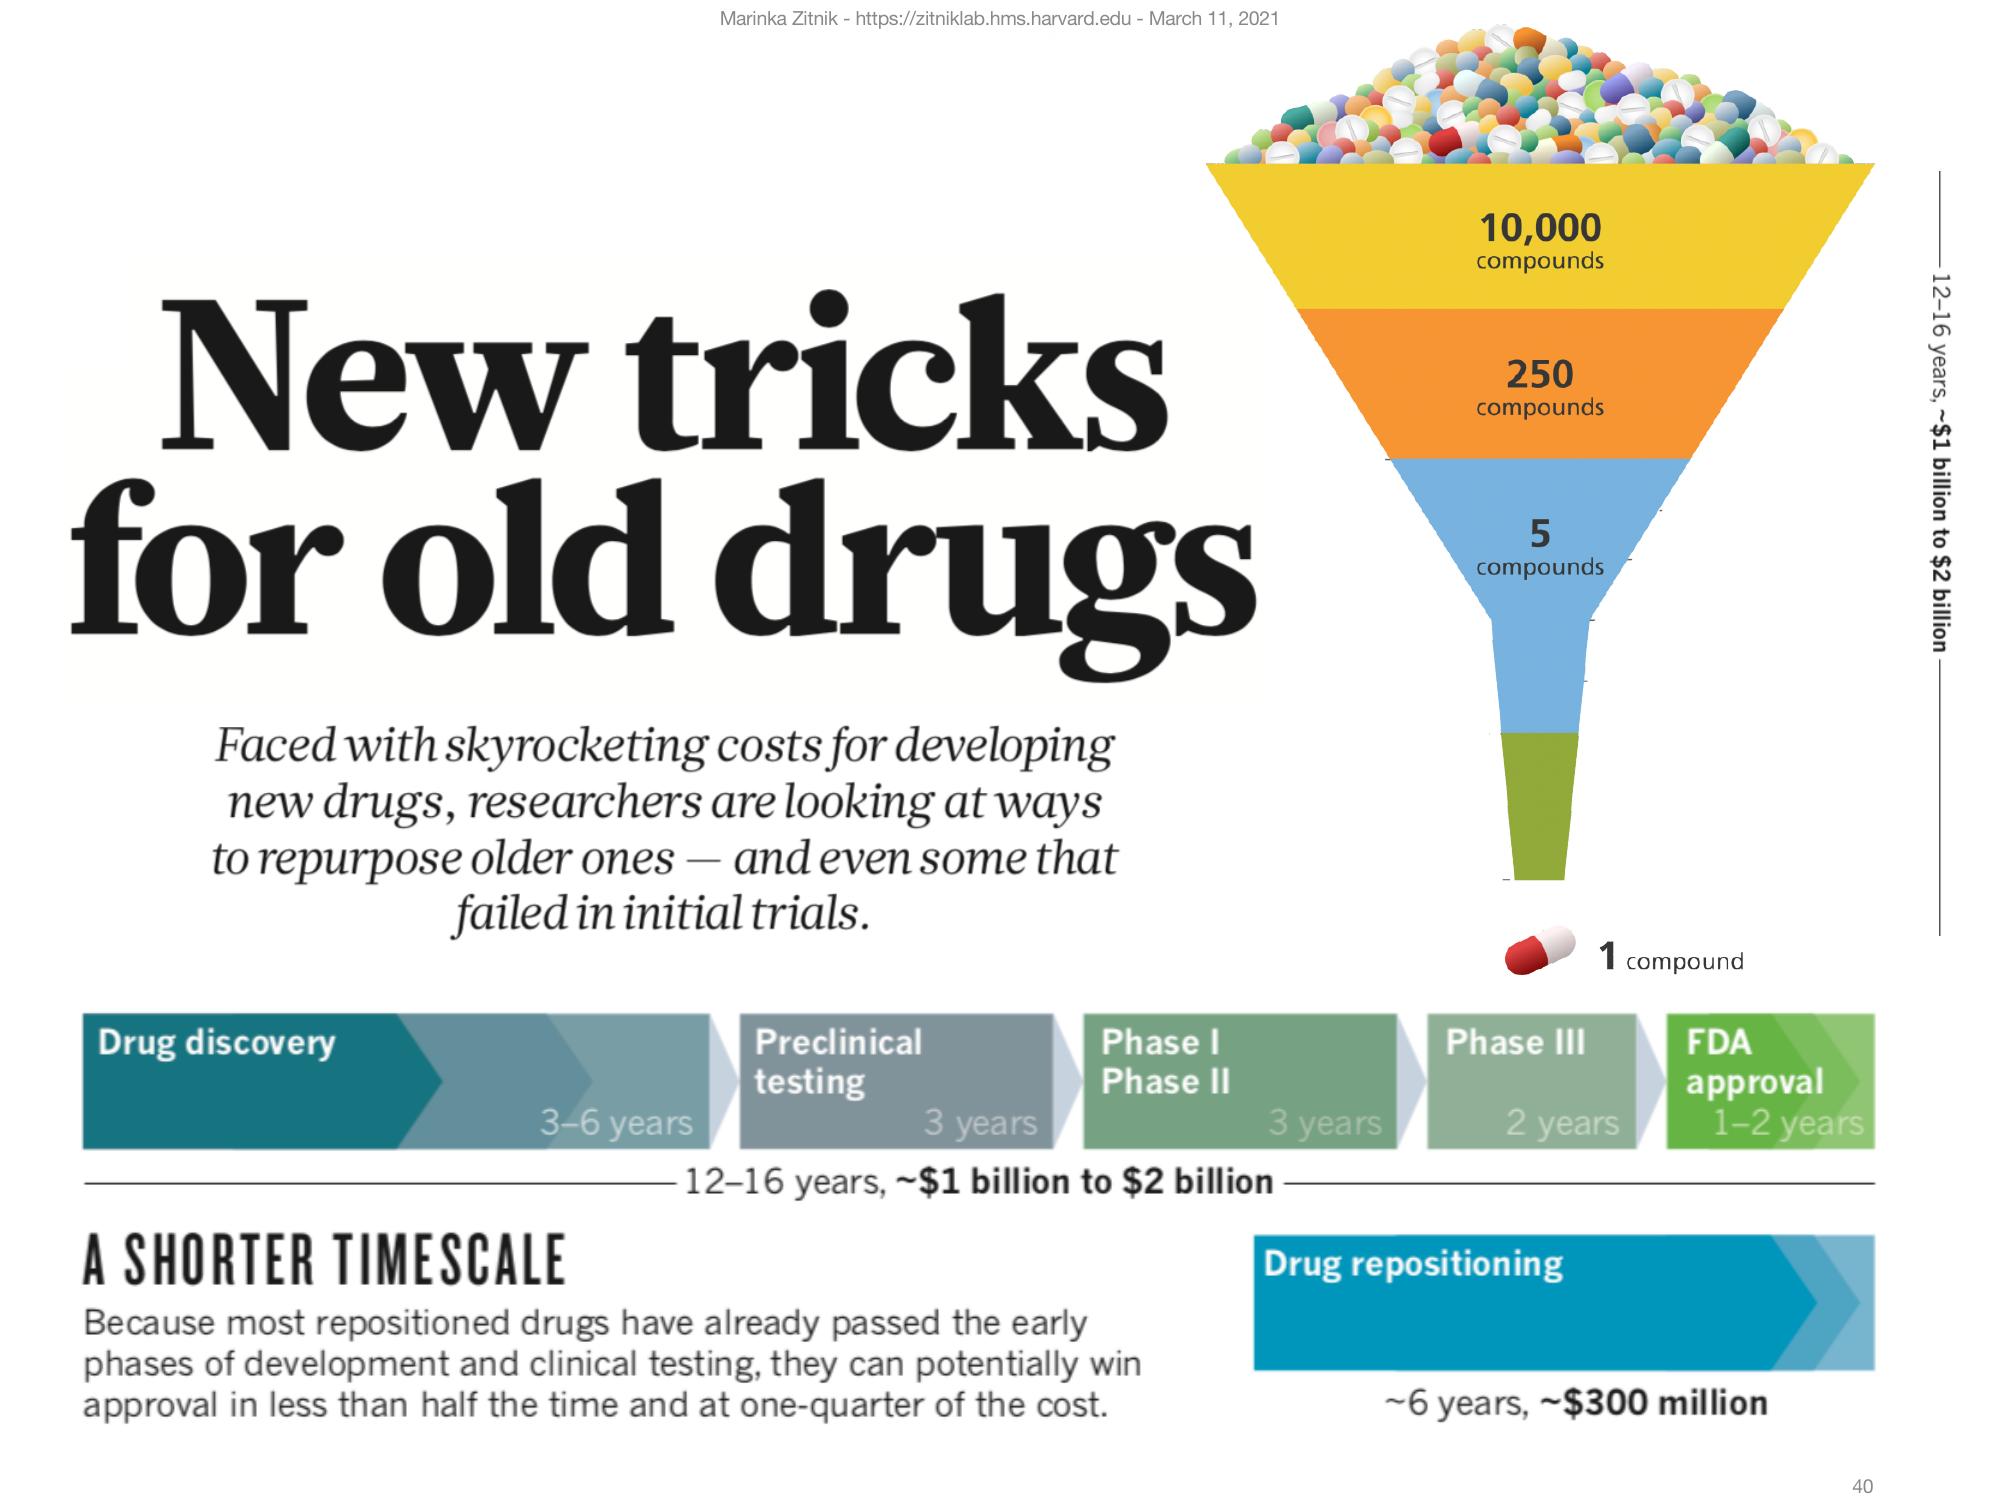 Marinka Zitnik - https://zitniklab.hms.harvard.edu - March 11, 2021
New tricks
for old drugs
Faced with skyrocketing costs for developing
new drugs, researchers are looking at ways
to repurpose older ones — and even some that
failed in initial trials.
10,000
compounds
250
compounds
5
compounds
1 compound
12–16 years, ~$1 billion to $2 billion
Drug discovery
3–6 years
Preclinical
testing
3 years
Phase I
Phase II
3 years
Phase III
2 years
FDA
approval
1–2 years
12–16 years, ~$1 billion to $2 billion
A SHORTER TIMESCALE
Because most repositioned drugs have already passed the early
phases of development and clinical testing, they can potentially win
approval in less than half the time and at one-quarter of the cost.
Drug repositioning
~6 years, ~$300 million
40